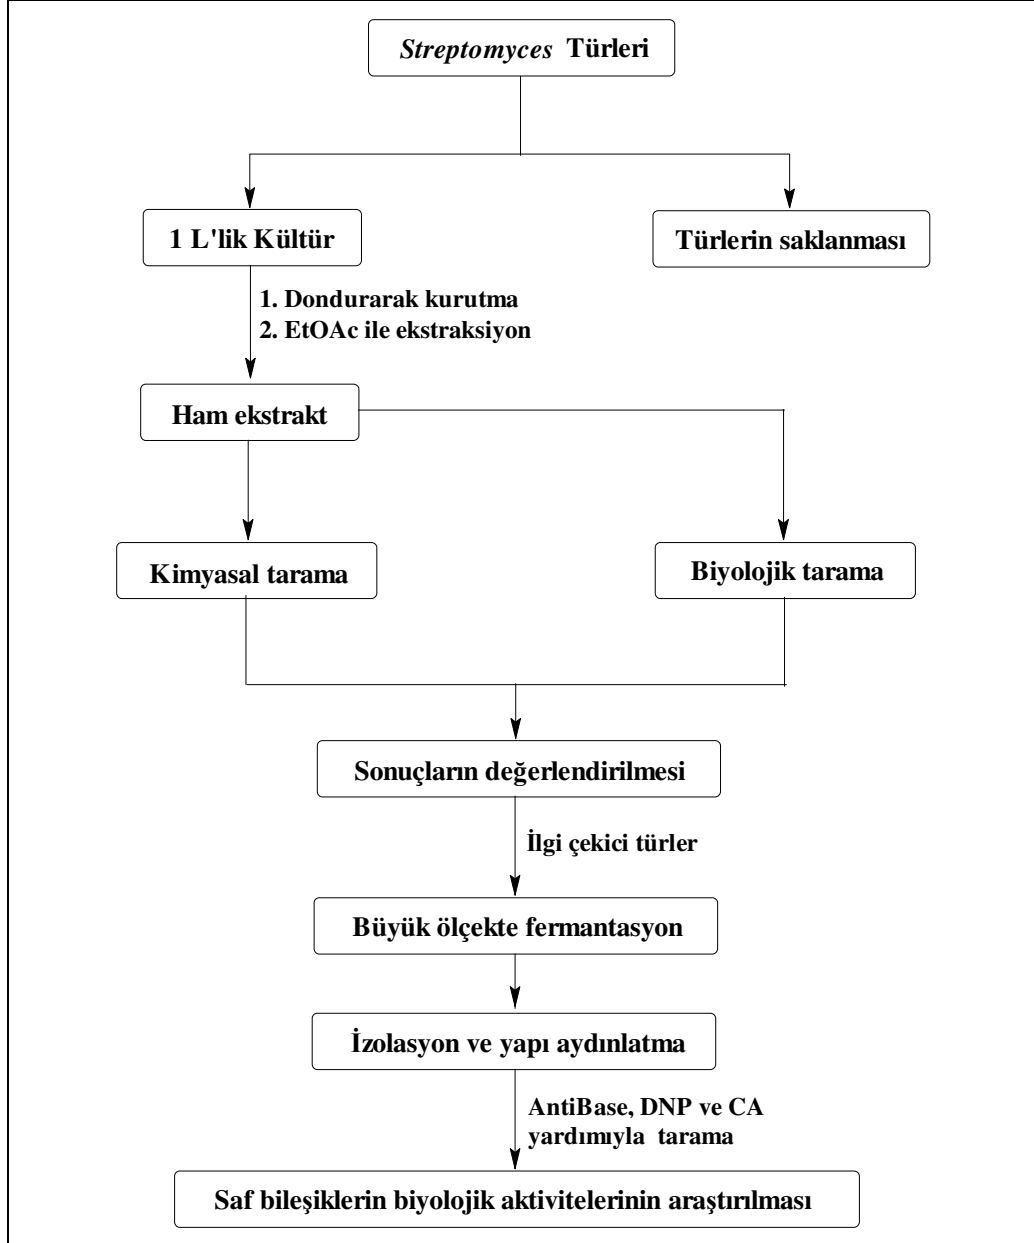 Streptomyces Türleri
1 L'lik Kültür
Türlerin saklanması
1. Dondurarak kurutma
2. EtOAc ile ekstraksiyon
Ham ekstrakt
Kimyasal tarama
Biyolojik tarama
Sonuçların değerlendirilmesi
İlgi çekici türler
Büyük ölçekte fermantasyon
İzolasyon ve yapı aydınlatma
AntiBase, DNP ve CA
yardımıyla tarama
Saf bileşiklerin biyolojik aktivitelerinin araştırılması